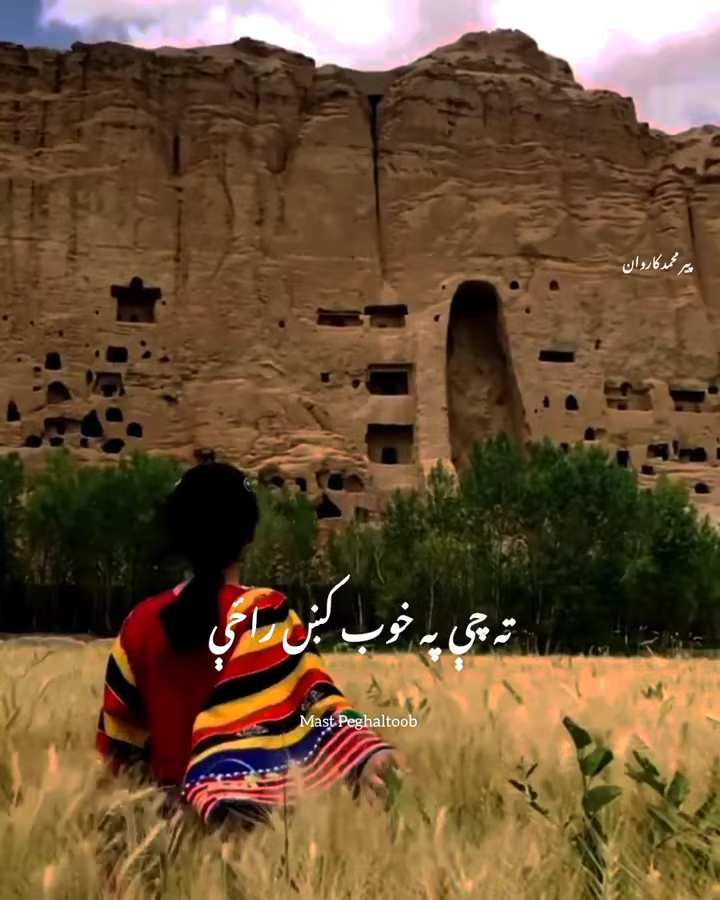 پیر محمد کاروان
ته چې په خوب کښې راځې
Mast Peghaltoob